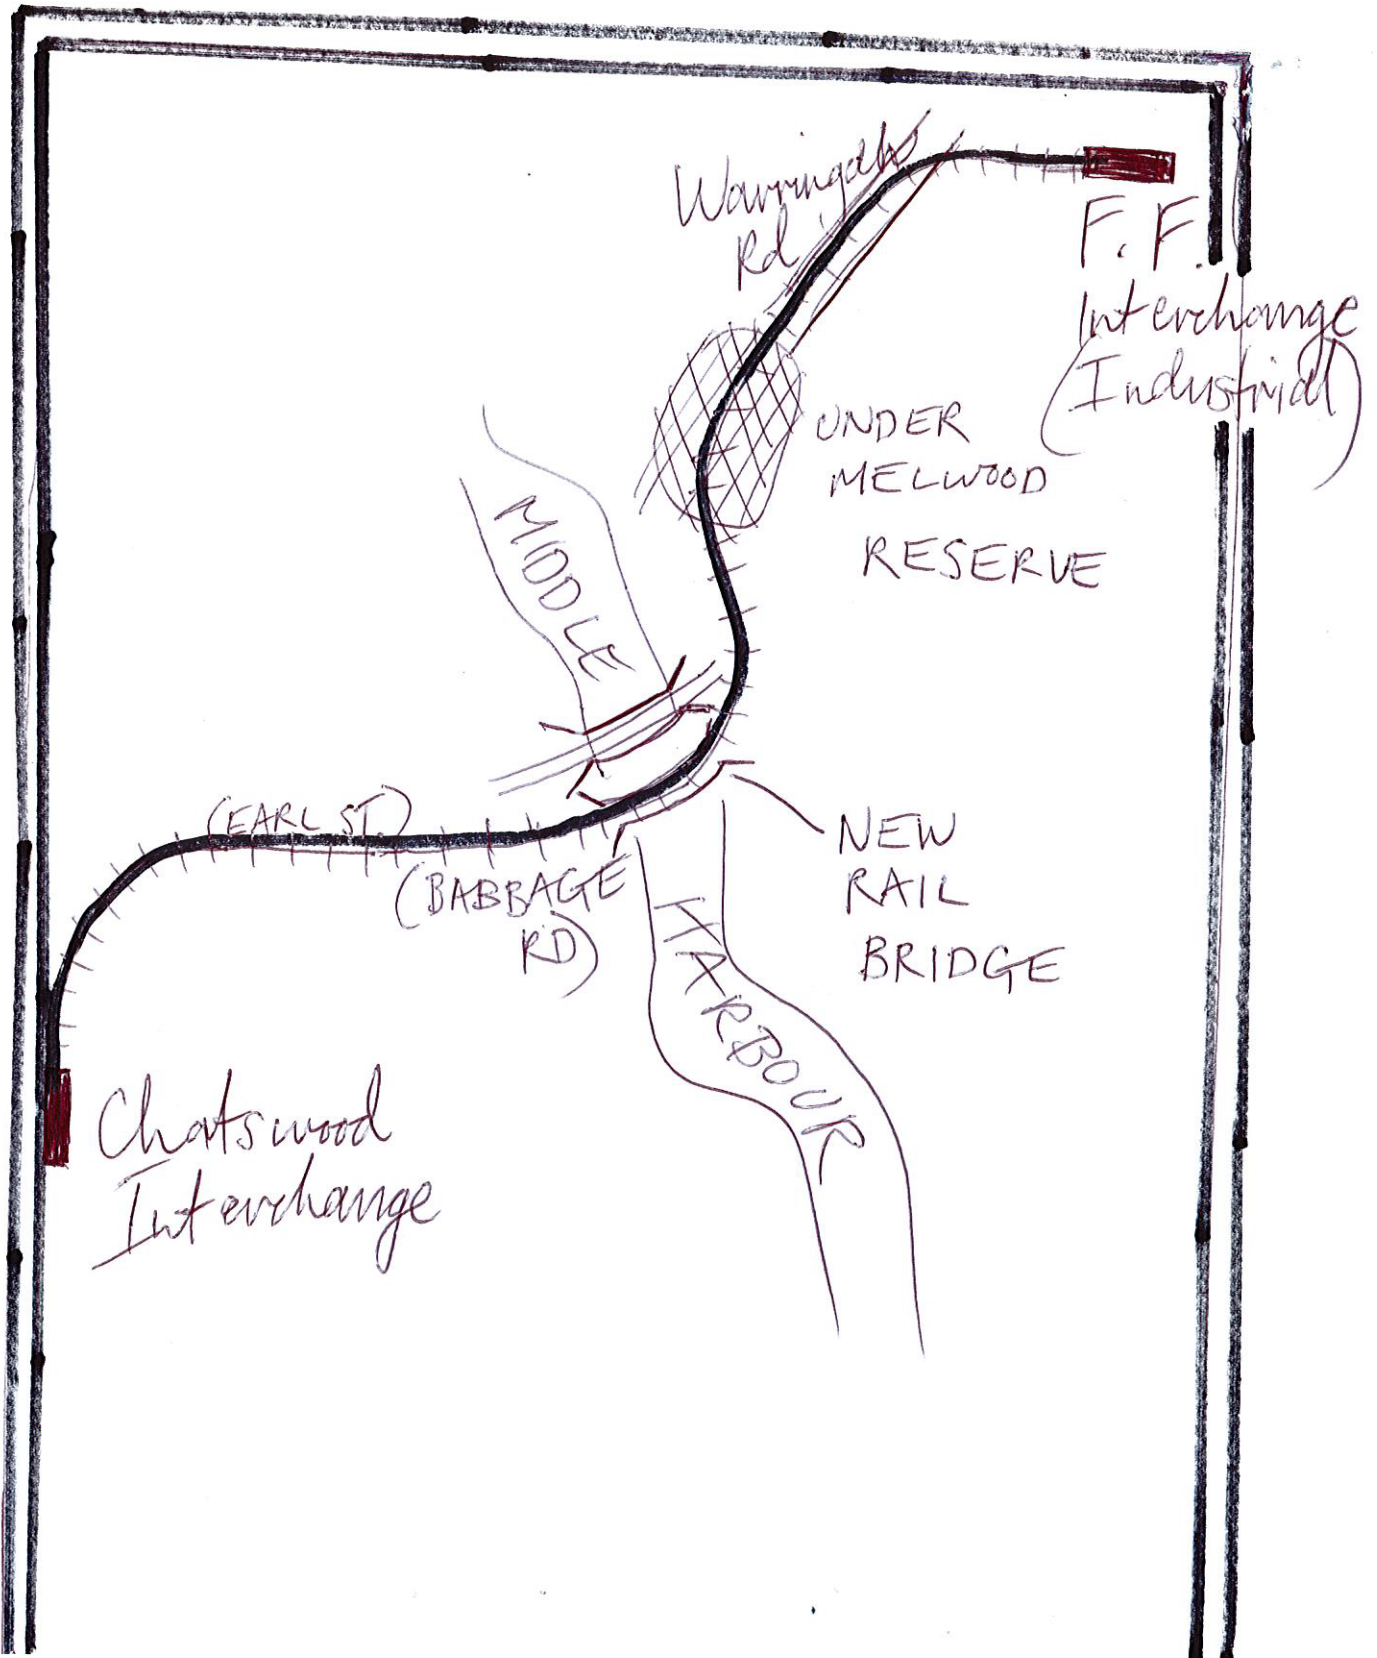 Warringah
Rd
F. F.
Interchange
(Industrial)
UNDER
MELWOOD
RESERVE
MIDDLE
(EARL ST)
(BABBAGE
RD)
NEW
RAIL
BRIDGE
HARBOUR
Chatswood
Interchange